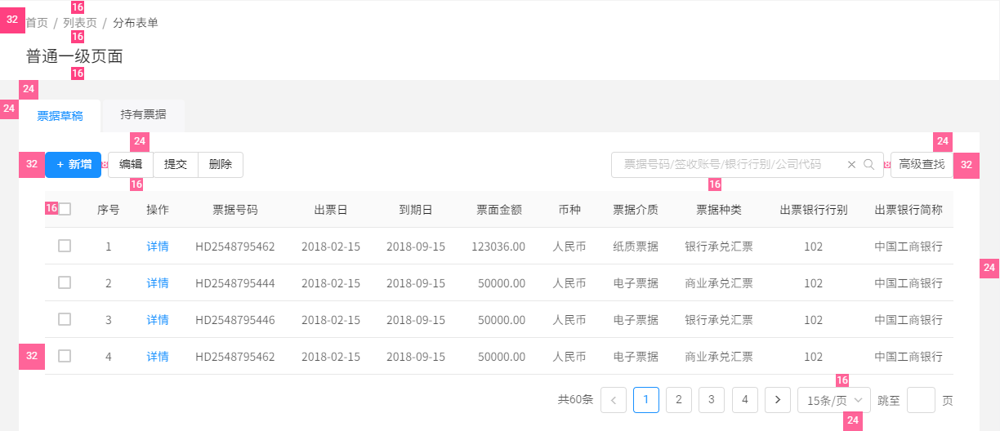 16
32
首页 / 列表页 / 分布表单
16
普通一级页面
16
24
24
票据草稿 持有票据
24 24
32 + 新增 8 编辑 提交 删除 票据号码/签收账号/银行行别/公司代码 8 高级查找 32
16 16
16 序号 操作 票据号码 出票日 到期日 票面金额 币种 票据介质 票据种类 出票银行行别 出票银行简称
1 详情 HD2548795462 2018-02-15 2018-09-15 123036.00 人民币 纸质票据 银行承兑汇票 102 中国工商银行
24
2 详情 HD2548795444 2018-02-15 2018-09-15 50000.00 人民币 电子票据 商业承兑汇票 102 中国工商银行
3 详情 HD2548795446 2018-02-15 2018-09-15 50000.00 人民币 电子票据 银行承兑汇票 102 中国工商银行
32 4 详情 HD2548795462 2018-02-15 2018-09-15 50000.00 人民币 电子票据 商业承兑汇票 102 中国工商银行
16
共60条 1 2 3 4 15条/页 跳至 页
24